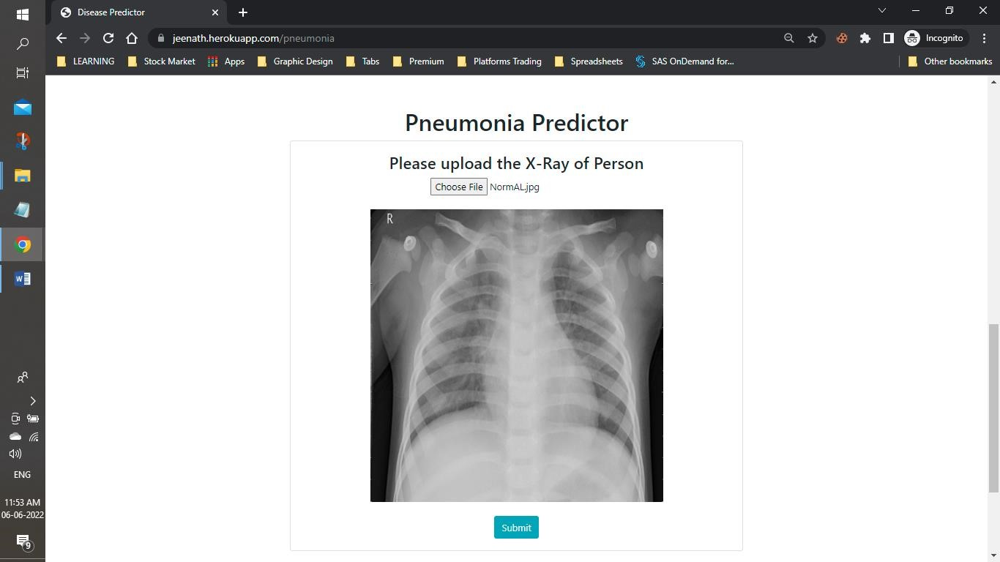 Disease Predictor
jeenath.herokuapp.com/pneumonia
Incognito
LEARNING Stock Market Apps Graphic Design Tabs Premium Platforms Trading Spreadsheets SAS OnDemand for... Other bookmarks
Pneumonia Predictor
Please upload the X-Ray of Person
Choose File NormAL.jpg
R
Submit
W
ENG
11:53 AM
06-06-2022
9